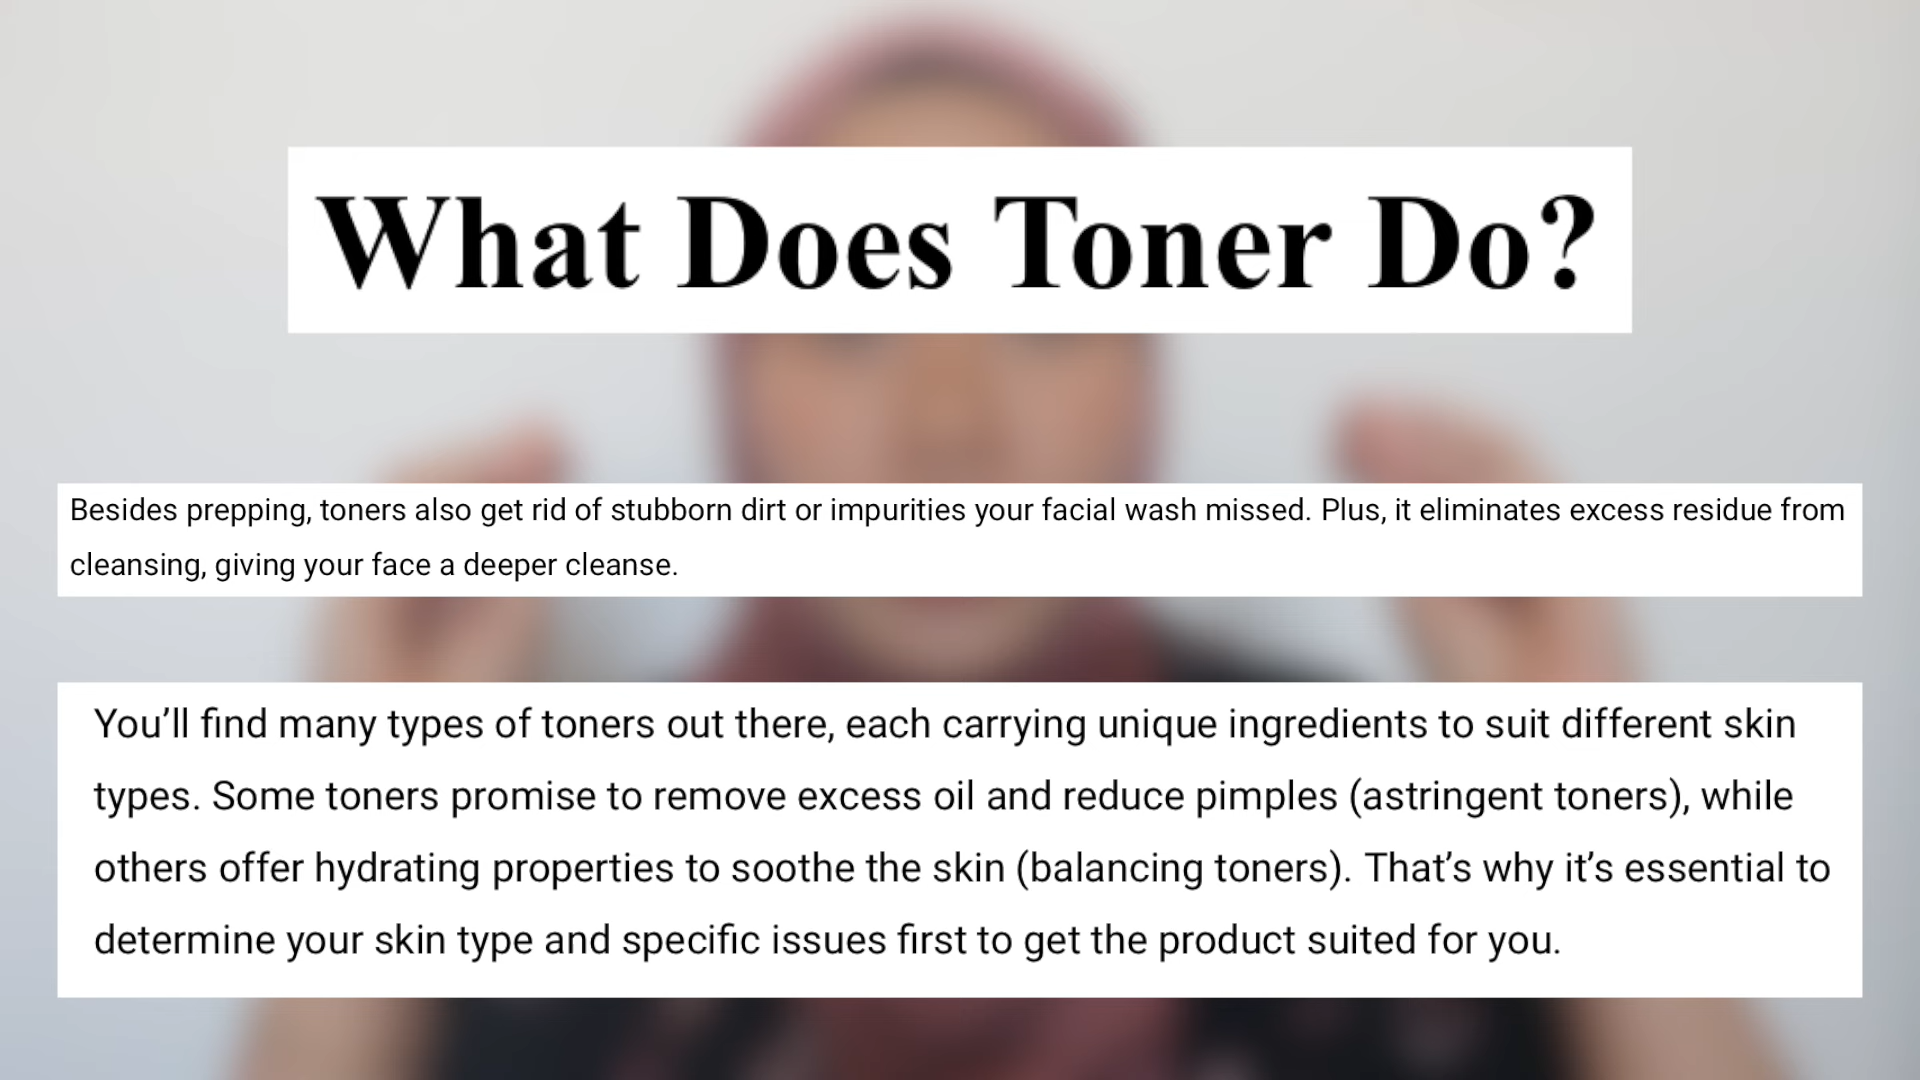 What Does Toner Do?
Besides prepping, toners also get rid of stubborn dirt or impurities your facial wash missed. Plus, it eliminates excess residue from
cleansing, giving your face a deeper cleanse.
You’ll find many types of toners out there, each carrying unique ingredients to suit different skin
types. Some toners promise to remove excess oil and reduce pimples (astringent toners), while
others offer hydrating properties to soothe the skin (balancing toners). That’s why it’s essential to
determine your skin type and specific issues first to get the product suited for you.